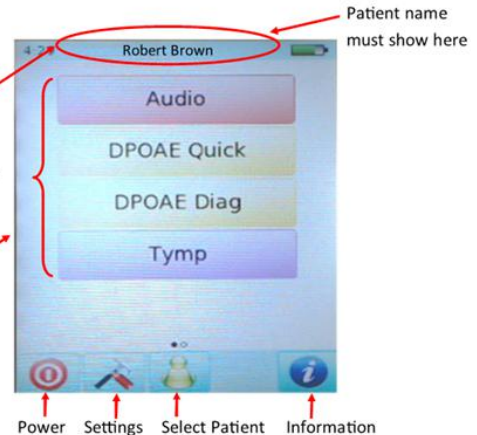 Patient name
must show here
Robert Brown
Audio
DPOAE Quick
DPOAE Diag
Tymp
Power Settings Select Patient Information